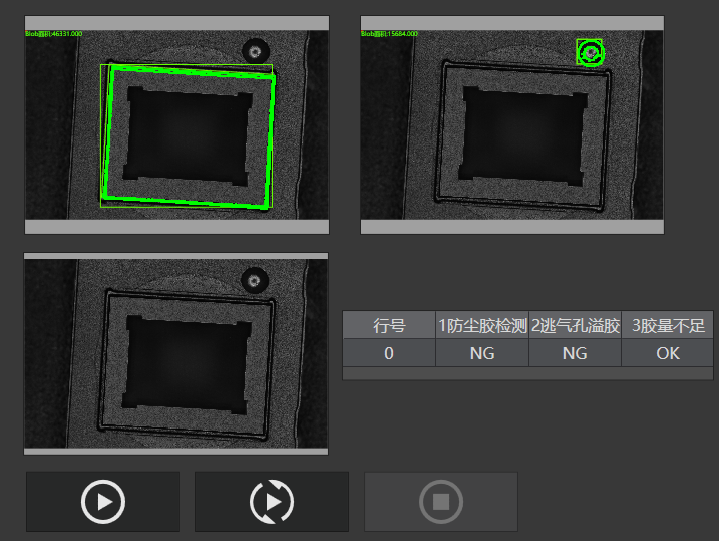 Blob面积:46331.000
Blob面积:15684.000
行号 1防尘胶检测 2逃气孔溢胶 3胶量不足
0 NG NG OK